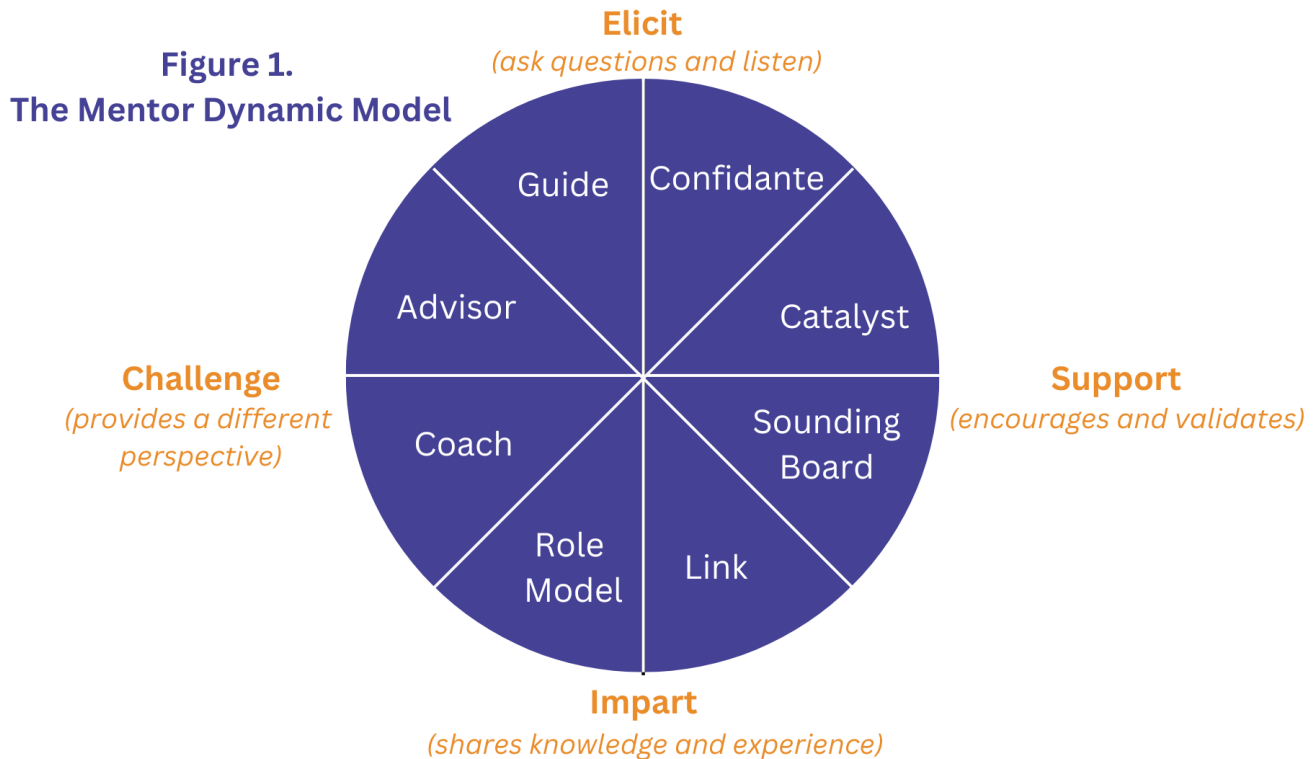 Elicit
(ask questions and listen)
Figure 1.
The Mentor Dynamic Model
Guide
Confidante
Advisor
Catalyst
Challenge
(provides a different
perspective)
Support
(encourages and validates)
Coach
Sounding
Board
Role
Model
Link
Impart
(shares knowledge and experience)